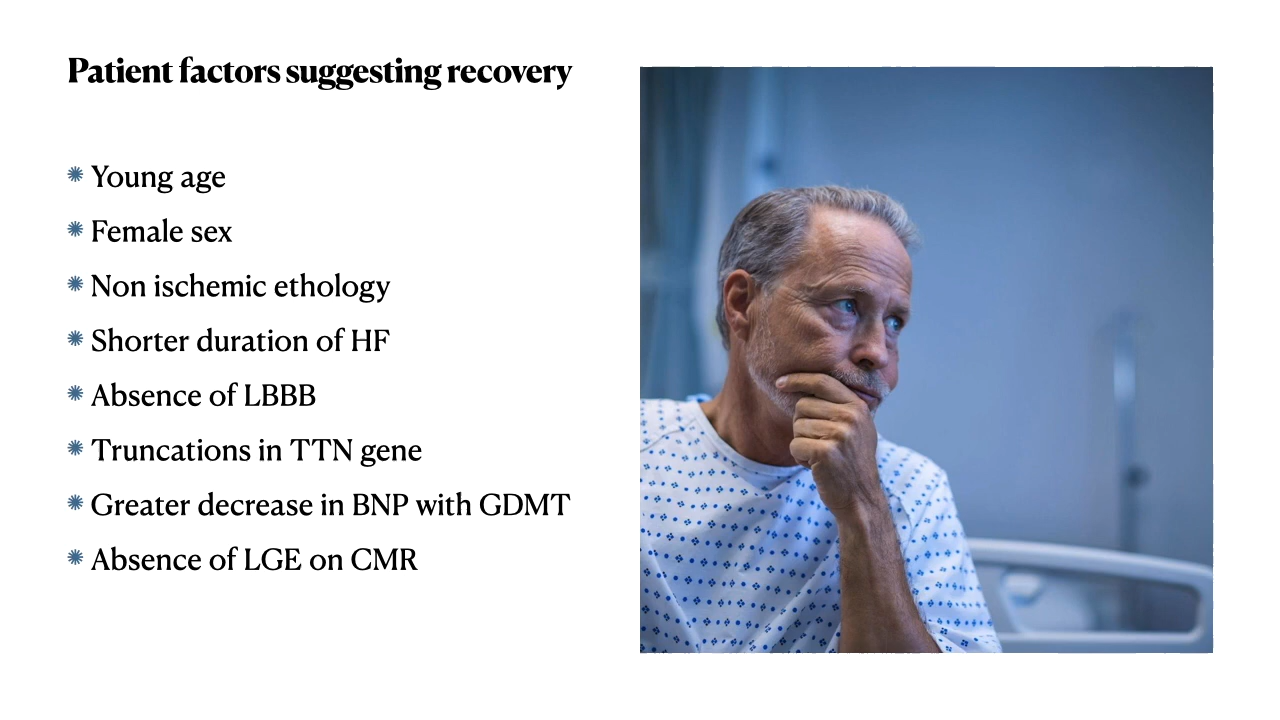 Patient factors suggesting recovery
Young age
Female sex
Non ischemic ethology
Shorter duration of HF
Absence of LBBB
Truncations in TTN gene
Greater decrease in BNP with GDMT
Absence of LGE on CMR